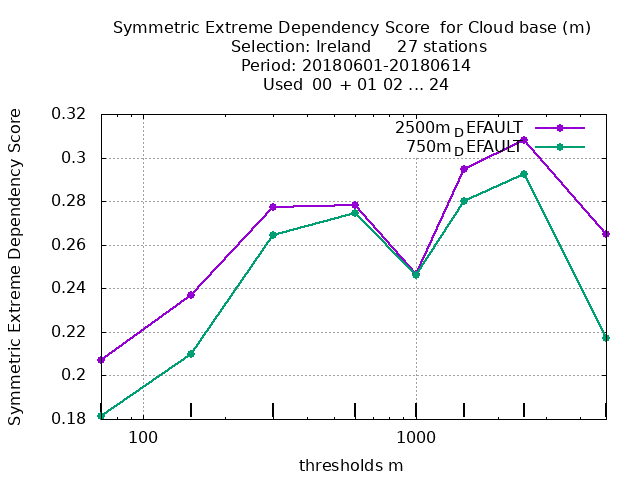 Symmetric Extreme Dependency Score  for Cloud base (m)
Selection: Ireland     27 stations
Period: 20180601-20180614
Used  00  + 01 02 ... 24
Symmetric Extreme Dependency Score
0.32
0.3
0.28
0.26
0.24
0.22
0.2
0.18
2500m_DEFAULT
750m_DEFAULT
100
1000
thresholds m